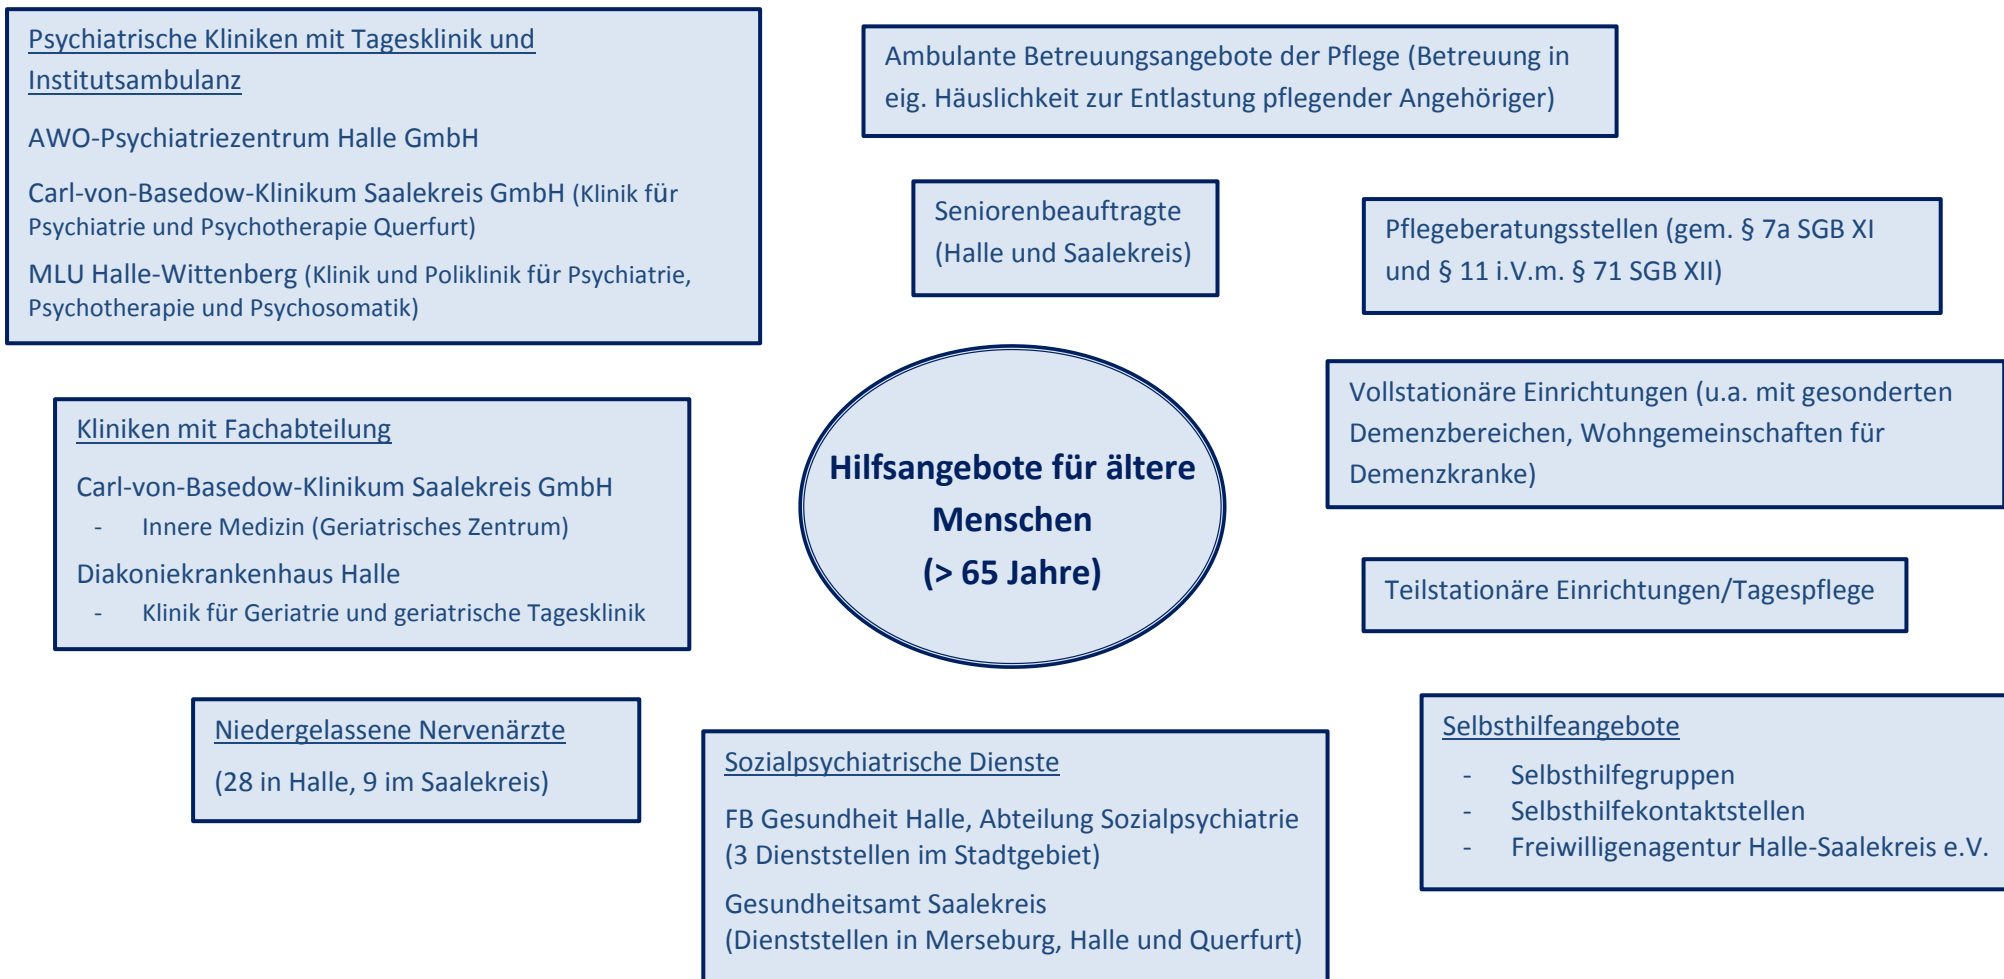 Psychiatrische Kliniken mit Tagesklinik und
Institutsambulanz
AWO-Psychiatriezentrum Halle GmbH
Carl-von-Basedow-Klinikum Saalekreis GmbH (Klinik für
Psychiatrie und Psychotherapie Querfurt)
MLU Halle-Wittenberg (Klinik und Poliklinik für Psychiatrie,
Psychotherapie und Psychosomatik)
Ambulante Betreuungsangebote der Pflege (Betreuung in
eig. Häuslichkeit zur Entlastung pflegender Angehöriger)
Seniorenbeauftragte
(Halle und Saalekreis)
Pflegeberatungsstellen (gem. § 7a SGB XI
und § 11 i.V.m. § 71 SGB XII)
Kliniken mit Fachabteilung
Carl-von-Basedow-Klinikum Saalekreis GmbH
- Innere Medizin (Geriatrisches Zentrum)
Diakoniekrankenhaus Halle
- Klinik für Geriatrie und geriatrische Tagesklinik
Hilfsangebote für ältere
Menschen
(> 65 Jahre)
Vollstationäre Einrichtungen (u.a. mit gesonderten
Demenzbereichen, Wohngemeinschaften für
Demenzkranke)
Teilstationäre Einrichtungen/Tagespflege
Niedergelassene Nervenärzte
(28 in Halle, 9 im Saalekreis)
Sozialpsychiatrische Dienste
FB Gesundheit Halle, Abteilung Sozialpsychiatrie
(3 Dienststellen im Stadtgebiet)
Gesundheitsamt Saalekreis
(Dienststellen in Merseburg, Halle und Querfurt)
Selbsthilfeangebote
- Selbsthilfegruppen
- Selbsthilfekontaktstellen
- Freiwilligenagentur Halle-Saalekreis e.V.